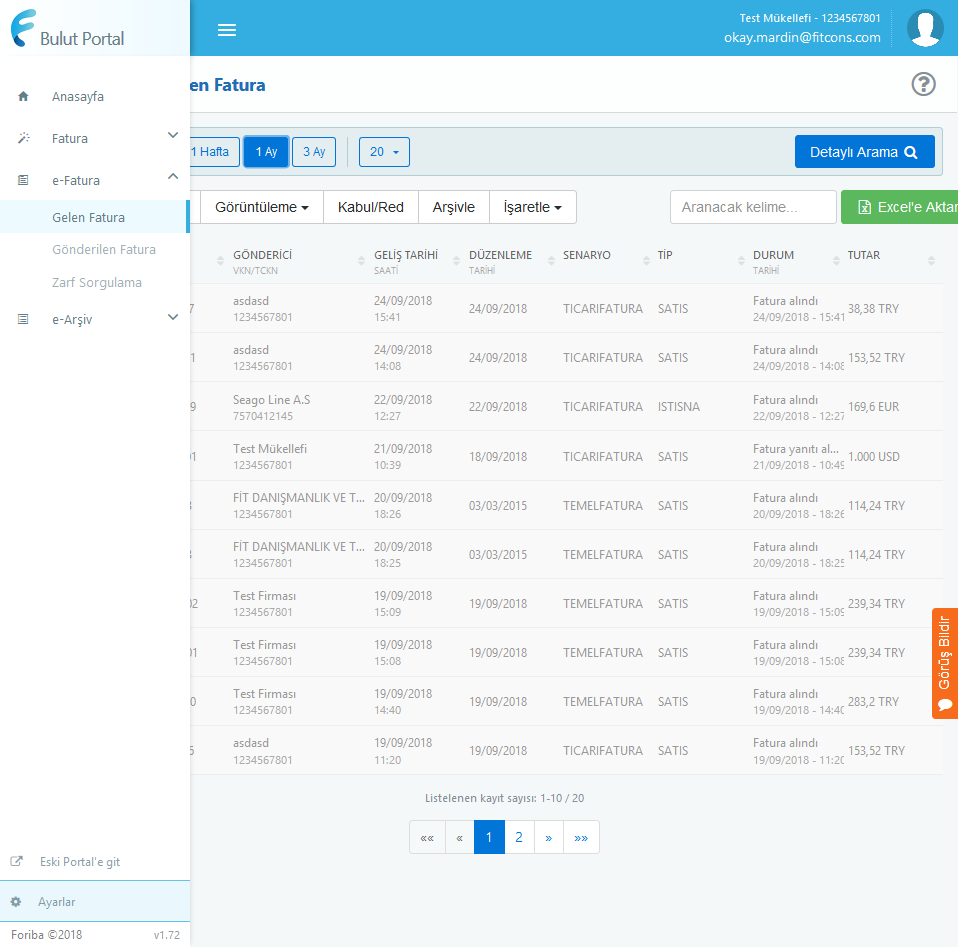 Bulut Portal
Test Mükellefi - 1234567801
okay.mardin@fitcons.com
Anasayfa
Fatura
e-Fatura
Gelen Fatura
Gönderilen Fatura
Zarf Sorgulama
e-Arşiv
Eski Portal'e git
Ayarlar
Foriba ©2018 v1.72
en Fatura
1 Hafta 1 Ay 3 Ay 20 Detaylı Arama
Görüntüleme Kabul/Red Arşivle İşaretle Aranacak kelime... Excel'e Aktar
GÖNDERİCİ GELİŞ TARİHİ DÜZENLEME SENARYO TİP DURUM TUTAR
VKN/TCKN SAATİ TARİHİ TARİHİ
7 asdasd 24/09/2018 24/09/2018 TICARIFATURA SATIS Fatura alındı 38,38 TRY
1234567801 15:41 24/09/2018 - 15:41
1 asdasd 24/09/2018 24/09/2018 TICARIFATURA SATIS Fatura alındı 153,52 TRY
1234567801 14:08 24/09/2018 - 14:08
9 Seago Line A.S 22/09/2018 22/09/2018 TICARIFATURA ISTISNA Fatura alındı 169,6 EUR
7570412145 12:27 22/09/2018 - 12:27
01 Test Mükellefi 21/09/2018 18/09/2018 TICARIFATURA SATIS Fatura yanıtı al... 1.000 USD
1234567801 10:39 21/09/2018 - 10:49
FİT DANIŞMANLIK VE T... 20/09/2018 03/03/2015 TEMELFATURA SATIS Fatura alındı 114,24 TRY
1234567801 18:26 20/09/2018 - 18:26
FİT DANIŞMANLIK VE T... 20/09/2018 03/03/2015 TEMELFATURA SATIS Fatura alındı 114,24 TRY
1234567801 18:25 20/09/2018 - 18:25
02 Test Firması 19/09/2018 19/09/2018 TEMELFATURA SATIS Fatura alındı 239,34 TRY
1234567801 15:09 19/09/2018 - 15:09
01 Test Firması 19/09/2018 19/09/2018 TEMELFATURA SATIS Fatura alındı 239,34 TRY
1234567801 15:08 19/09/2018 - 15:08
0 Test Firması 19/09/2018 19/09/2018 TEMELFATURA SATIS Fatura alındı 283,2 TRY
1234567801 14:40 19/09/2018 - 14:40
6 asdasd 19/09/2018 19/09/2018 TICARIFATURA SATIS Fatura alındı 153,52 TRY
1234567801 11:20 19/09/2018 - 11:20
Listelenen kayıt sayısı: 1-10 / 20
«« « 1 2 » »»
Görüş Bildir